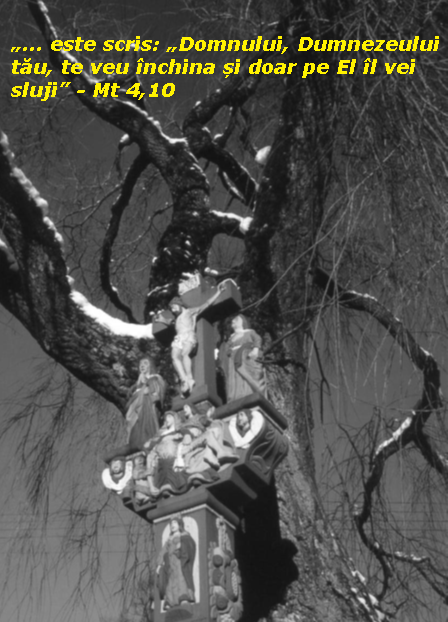 „... este scris: „Domnului, Dumnezeului
tău, te veu închina și doar pe El îl vei
sluji” - Mt 4,10